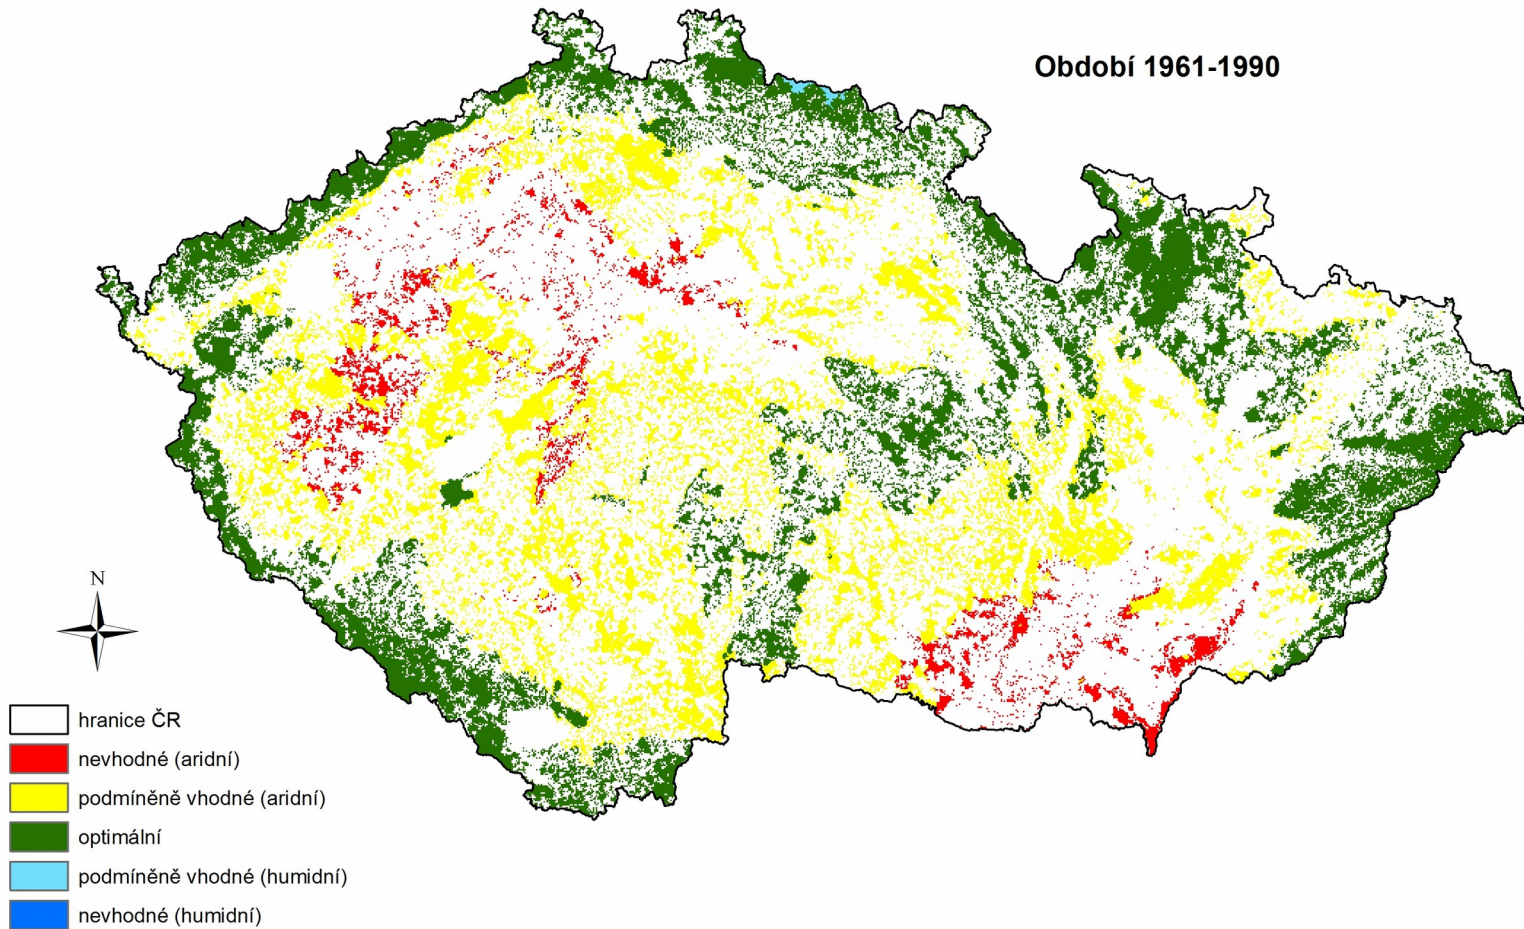 Období 1961-1990
N
hranice ČR
nevhodné (aridní)
podmíněně vhodné (aridní)
optimální
podmíněně vhodné (humidní)
nevhodné (humidní)